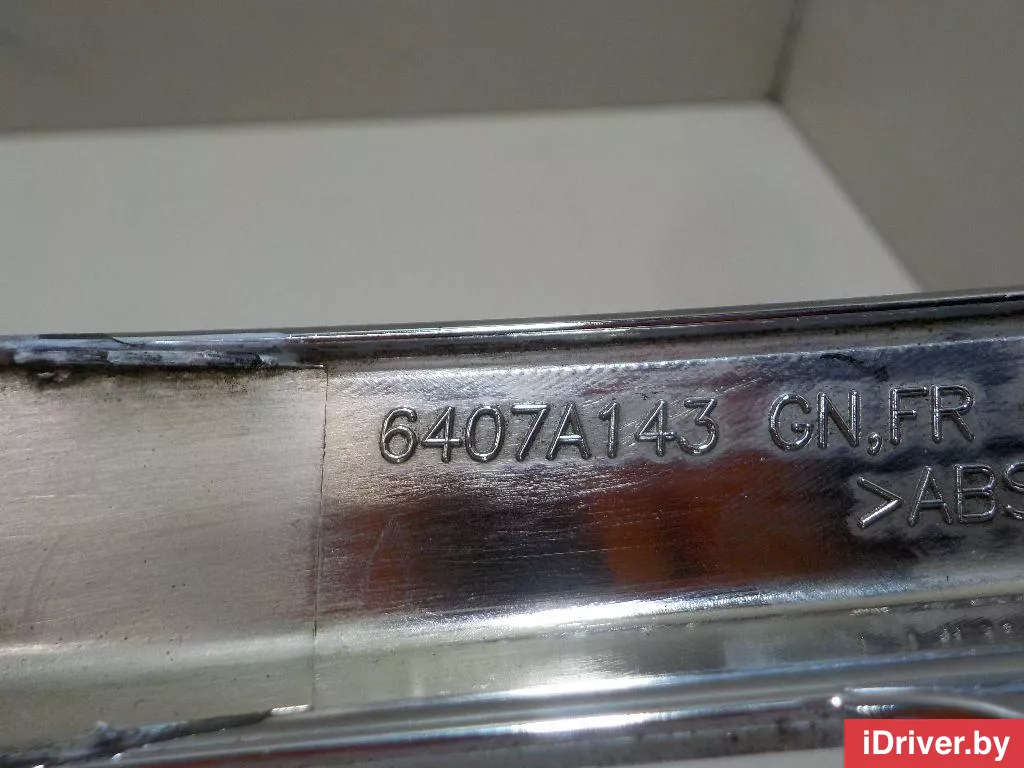 6407A143 GN,FR
>ABS
iDriver.by